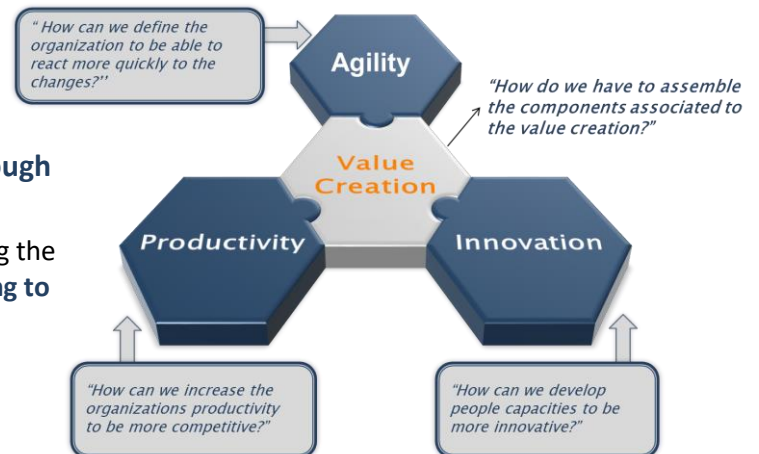 “How can we define the
organization to be able to
react more quickly to the
changes?’’
Agility
“How do we have to assemble
the components associated to
the value creation?”
ough
Value
Creation
g the
g to
Productivity
Innovation
“How can we increase the
organizations productivity
to be more competitive?”
“How can we develop
people capacities to be
more innovative?”